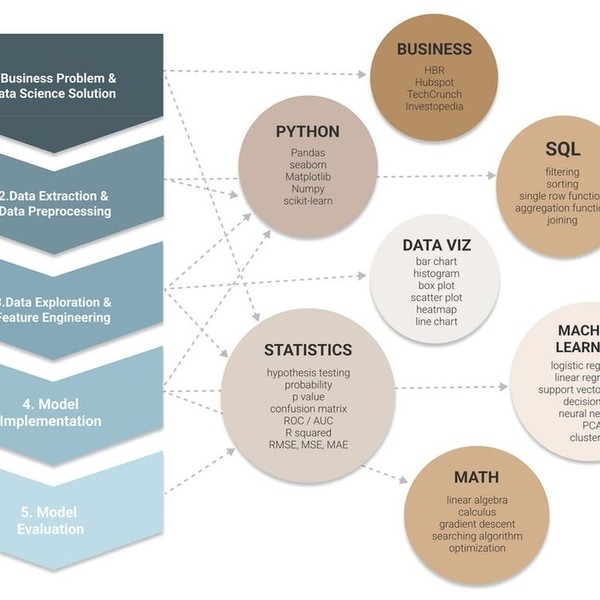 Business Problem &
ata Science Solution
2.Data Extraction &
Data Preprocessing
3.Data Exploration &
Feature Engineering
4. Model
Implementation
5. Model
Evaluation
BUSINESS
HBR
Hubspot
TechCrunch
Investopedia
PYTHON
Pandas
seaborn
Matplotlib
Numpy
scikit-learn
SQL
filtering
sorting
single row functio
aggregation functio
joining
DATA VIZ
bar chart
histogram
box plot
scatter plot
heatmap
line chart
STATISTICS
hypothesis testing
probability
p value
confusion matrix
ROC / AUC
R squared
RMSE, MSE, MAE
MACH
LEARN
logistic reg
linear regr
support vecto
decision
neural ne
PCA
cluster
MATH
linear algebra
calculus
gradient descent
searching algorithm
optimization